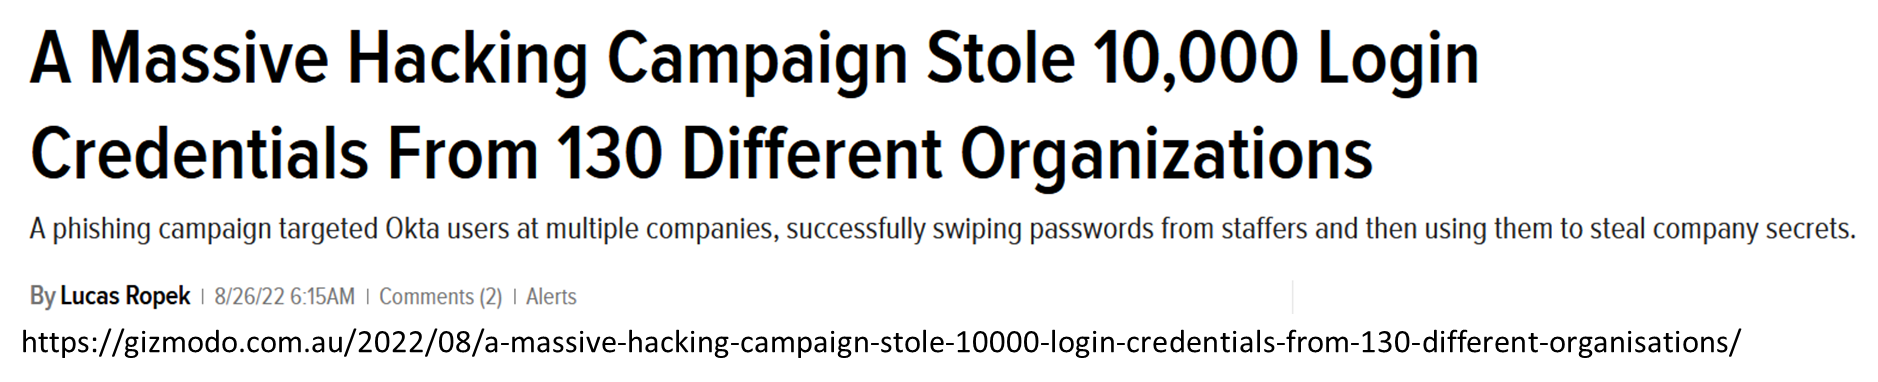 A Massive Hacking Campaign Stole 10,000 Login
Credentials From 130 Different Organizations
A phishing campaign targeted Okta users at multiple companies, successfully swiping passwords from staffers and then using them to steal company secrets.
By Lucas Ropek | 8/26/22 6:15AM | Comments (2) | Alerts
https://gizmodo.com.au/2022/08/a-massive-hacking-campaign-stole-10000-login-credentials-from-130-different-organisations/